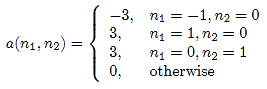 a(n₁, n₂) = {
-3, n₁ = -1, n₂ = 0
3, n₁ = 1, n₂ = 0
3, n₁ = 0, n₂ = 1
0, otherwise